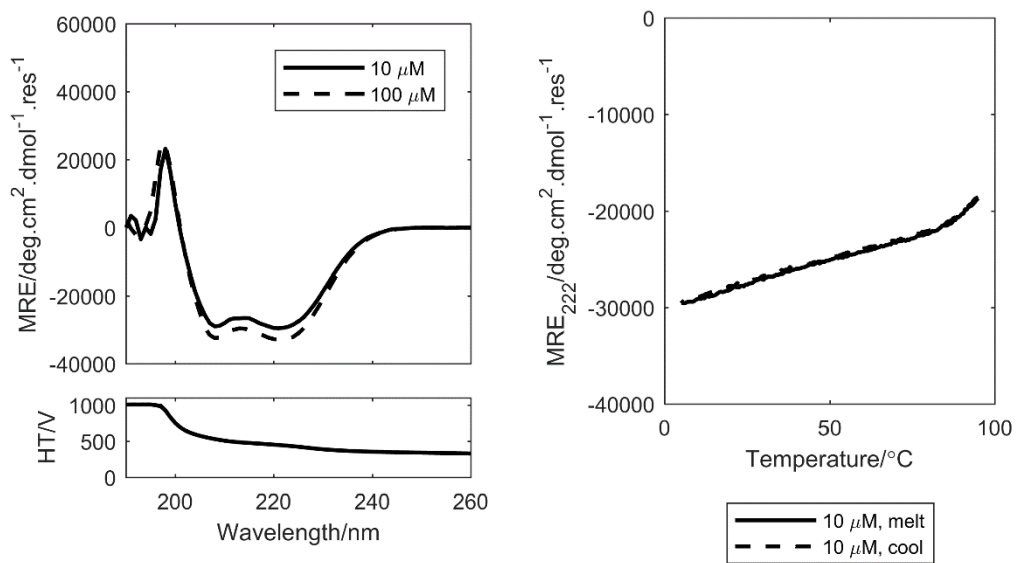 60000
40000
20000
0
-20000
-40000
MRE/deg.cm².dmol⁻¹.res⁻¹
10 μM
100 μM
1000
500
0
HT/V
200 220 240 260
Wavelength/nm
0
-10000
-20000
-30000
-40000
MRE₂₂₂/deg.cm².dmol⁻¹.res⁻¹
0 50 100
Temperature/°C
10 μM, melt
10 μM, cool